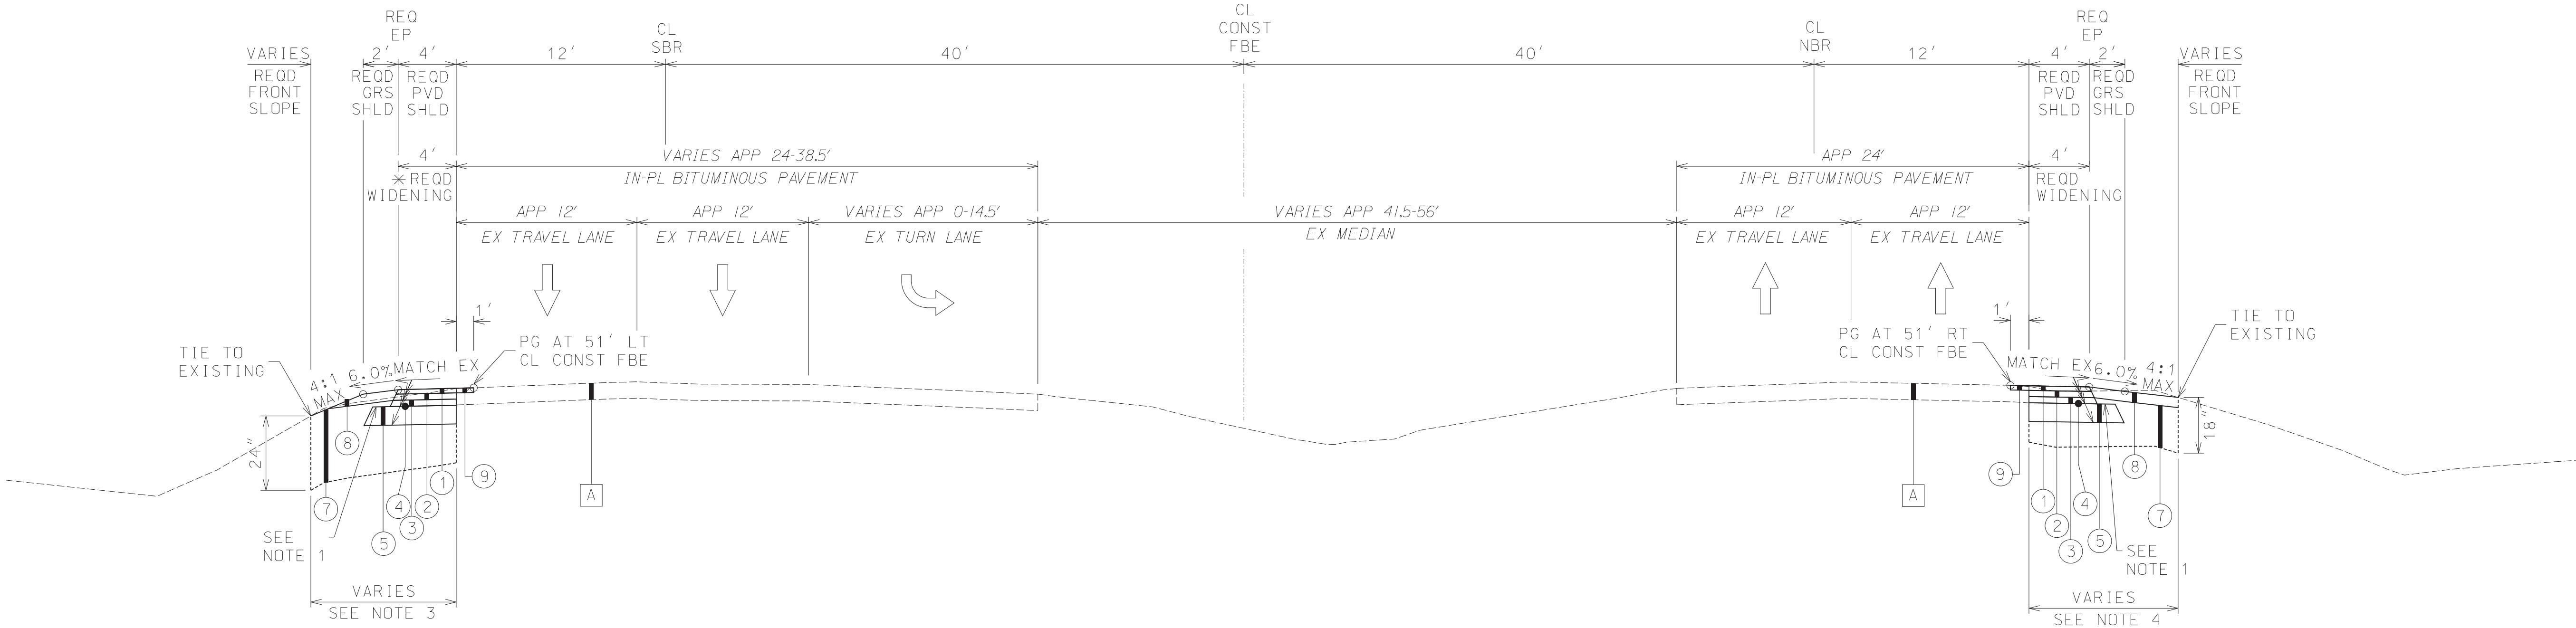 REQ
EP
CL
SBR
CL
CONST
FBE
CL
NBR
REQ
EP
VARIES
2'
4'
12'
40'
40'
12'
4'
2'
VARIES
REQD
FRONT
SLOPE
REQD
GRS
SHLD
REQD
PVD
SHLD
REQD
PVD
SHLD
REQD
GRS
SHLD
REQD
FRONT
SLOPE
4'
VARIES APP 24-38.5'
APP 24'
4'
REQD
WIDENING
IN-PL BITUMINOUS PAVEMENT
IN-PL BITUMINOUS PAVEMENT
REQD
WIDENING
APP 12'
APP 12'
VARIES APP 0-14.5'
VARIES APP 41.5-56'
APP 12'
APP 12'
EX TRAVEL LANE
EX TRAVEL LANE
EX TURN LANE
EX MEDIAN
EX TRAVEL LANE
EX TRAVEL LANE
1'
1'
PG AT 51' LT
CL CONST FBE
PG AT 51' RT
CL CONST FBE
TIE TO
EXISTING
TIE TO
EXISTING
4:1
MAX
6.0%
MATCH EX
MATCH EX
6.0%
4:1
MAX
24"
18"
8
7
5
4
3
2
1
9
A
A
9
1
2
3
4
5
8
7
SEE
NOTE 1
SEE
NOTE 1
VARIES
SEE NOTE 3
VARIES
SEE NOTE 4